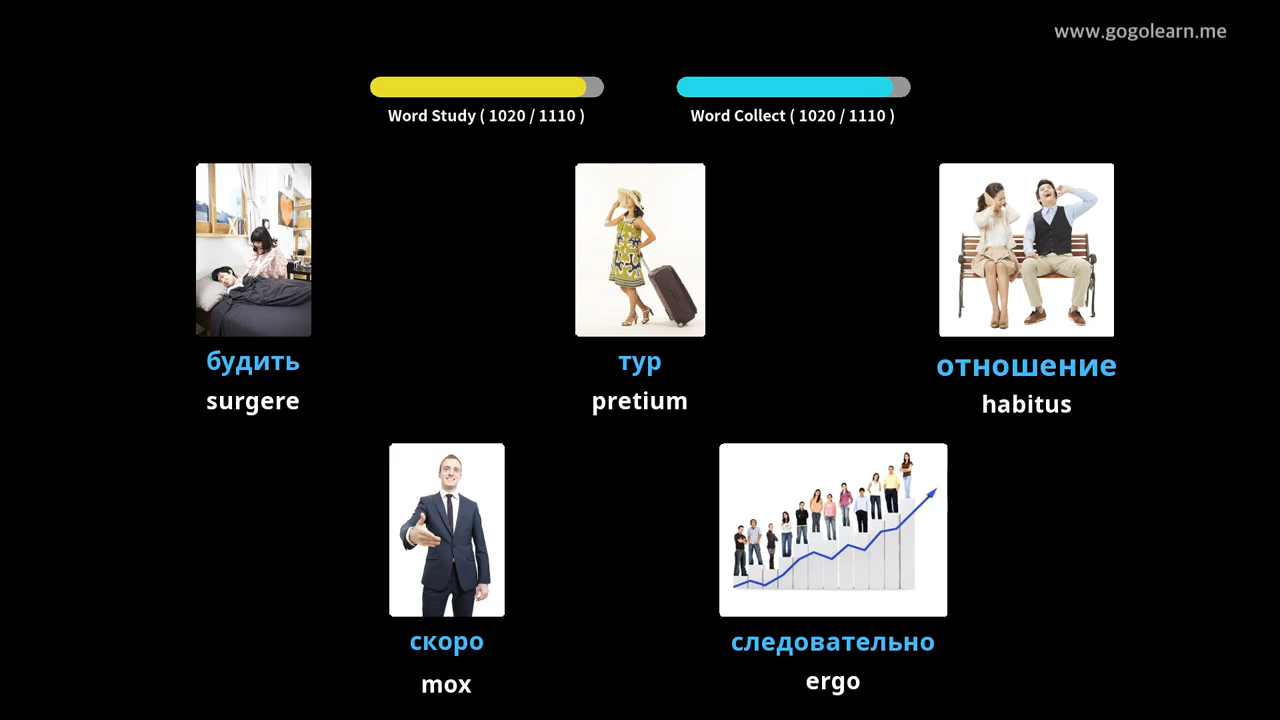 www.gogolearn.me
Word Study ( 1020 / 1110 )
Word Collect ( 1020 / 1110 )
будить
surgere
тур
pretium
отношение
habitus
скоро
mox
следовательно
ergo